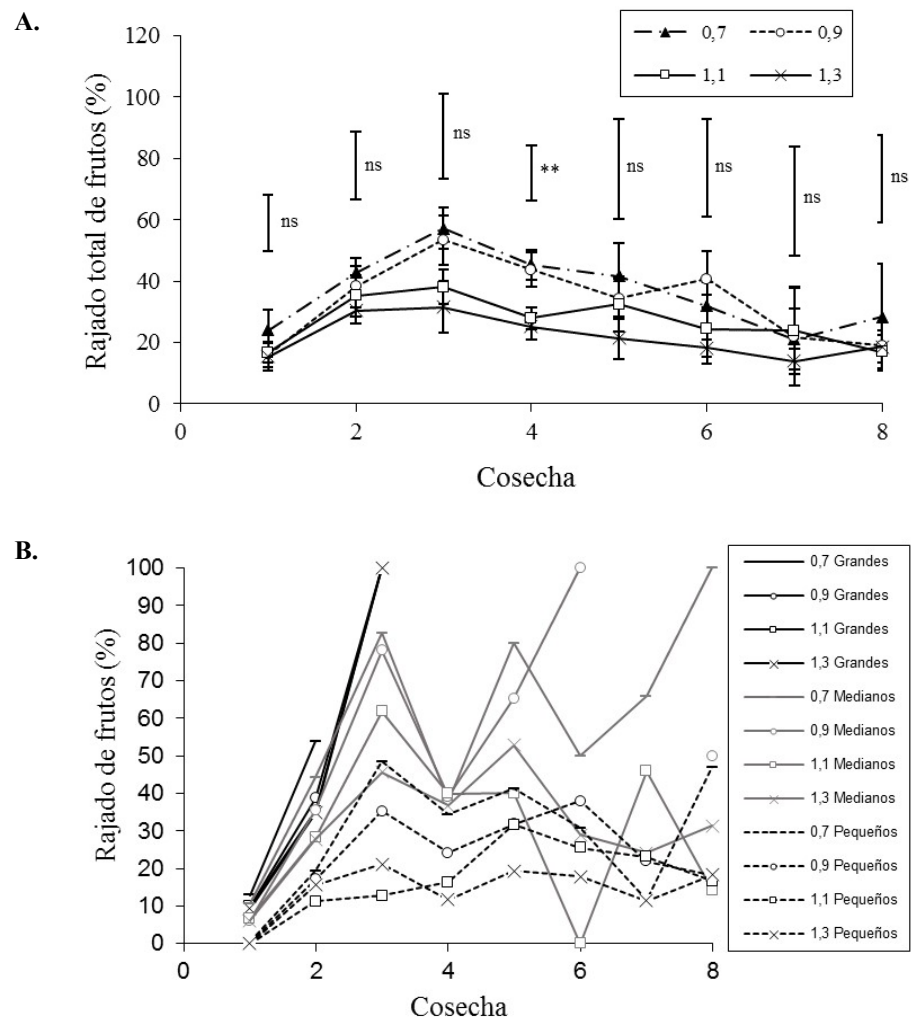 A.
Rajado total de frutos (%)
120
100
80
60
40
20
0
0,7
0,9
1,1
1,3
ns
ns
ns
**
ns
ns
ns
ns
0 2 4 6 8
Cosecha
B.
Rajado de frutos (%)
100
90
80
70
60
50
40
30
20
10
0
0 2 4 6 8
Cosecha
0,7 Grandes
0,9 Grandes
1,1 Grandes
1,3 Grandes
0,7 Medianos
0,9 Medianos
1,1 Medianos
1,3 Medianos
0,7 Pequeños
0,9 Pequeños
1,1 Pequeños
1,3 Pequeños